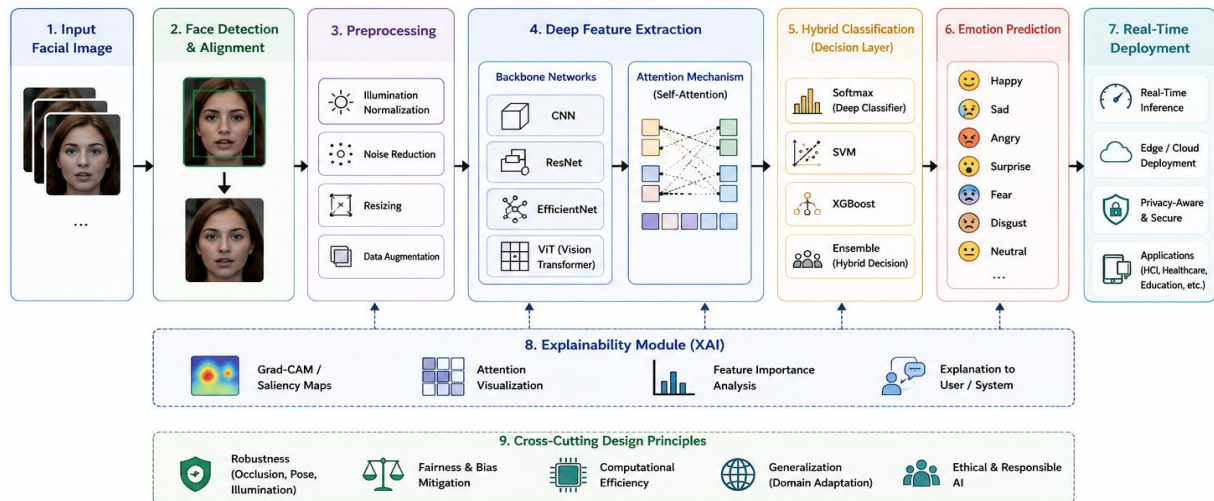 1. Input
Facial Image
...
2. Face Detection
& Alignment
3. Preprocessing
Illumination
Normalization
Noise Reduction
Resizing
Data Augmentation
4. Deep Feature Extraction
Backbone Networks
CNN
ResNet
EfficientNet
ViT (Vision
Transformer)
Attention Mechanism
(Self-Attention)
5. Hybrid Classification
(Decision Layer)
Softmax
(Deep Classifier)
SVM
XGBoost
Ensemble
(Hybrid Decision)
6. Emotion Prediction
Happy
Sad
Angry
Surprise
Fear
Disgust
Neutral
...
7. Real-Time
Deployment
Real-Time
Inference
Edge / Cloud
Deployment
Privacy-Aware
& Secure
Applications
(HCI, Healthcare,
Education, etc.)
8. Explainability Module (XAI)
Grad-CAM /
Saliency Maps
Attention
Visualization
Feature Importance
Analysis
Explanation to
User / System
9. Cross-Cutting Design Principles
Robustness
(Occlusion, Pose,
Illumination)
Fairness & Bias
Mitigation
Computational
Efficiency
Generalization
(Domain Adaptation)
Ethical & Responsible
AI